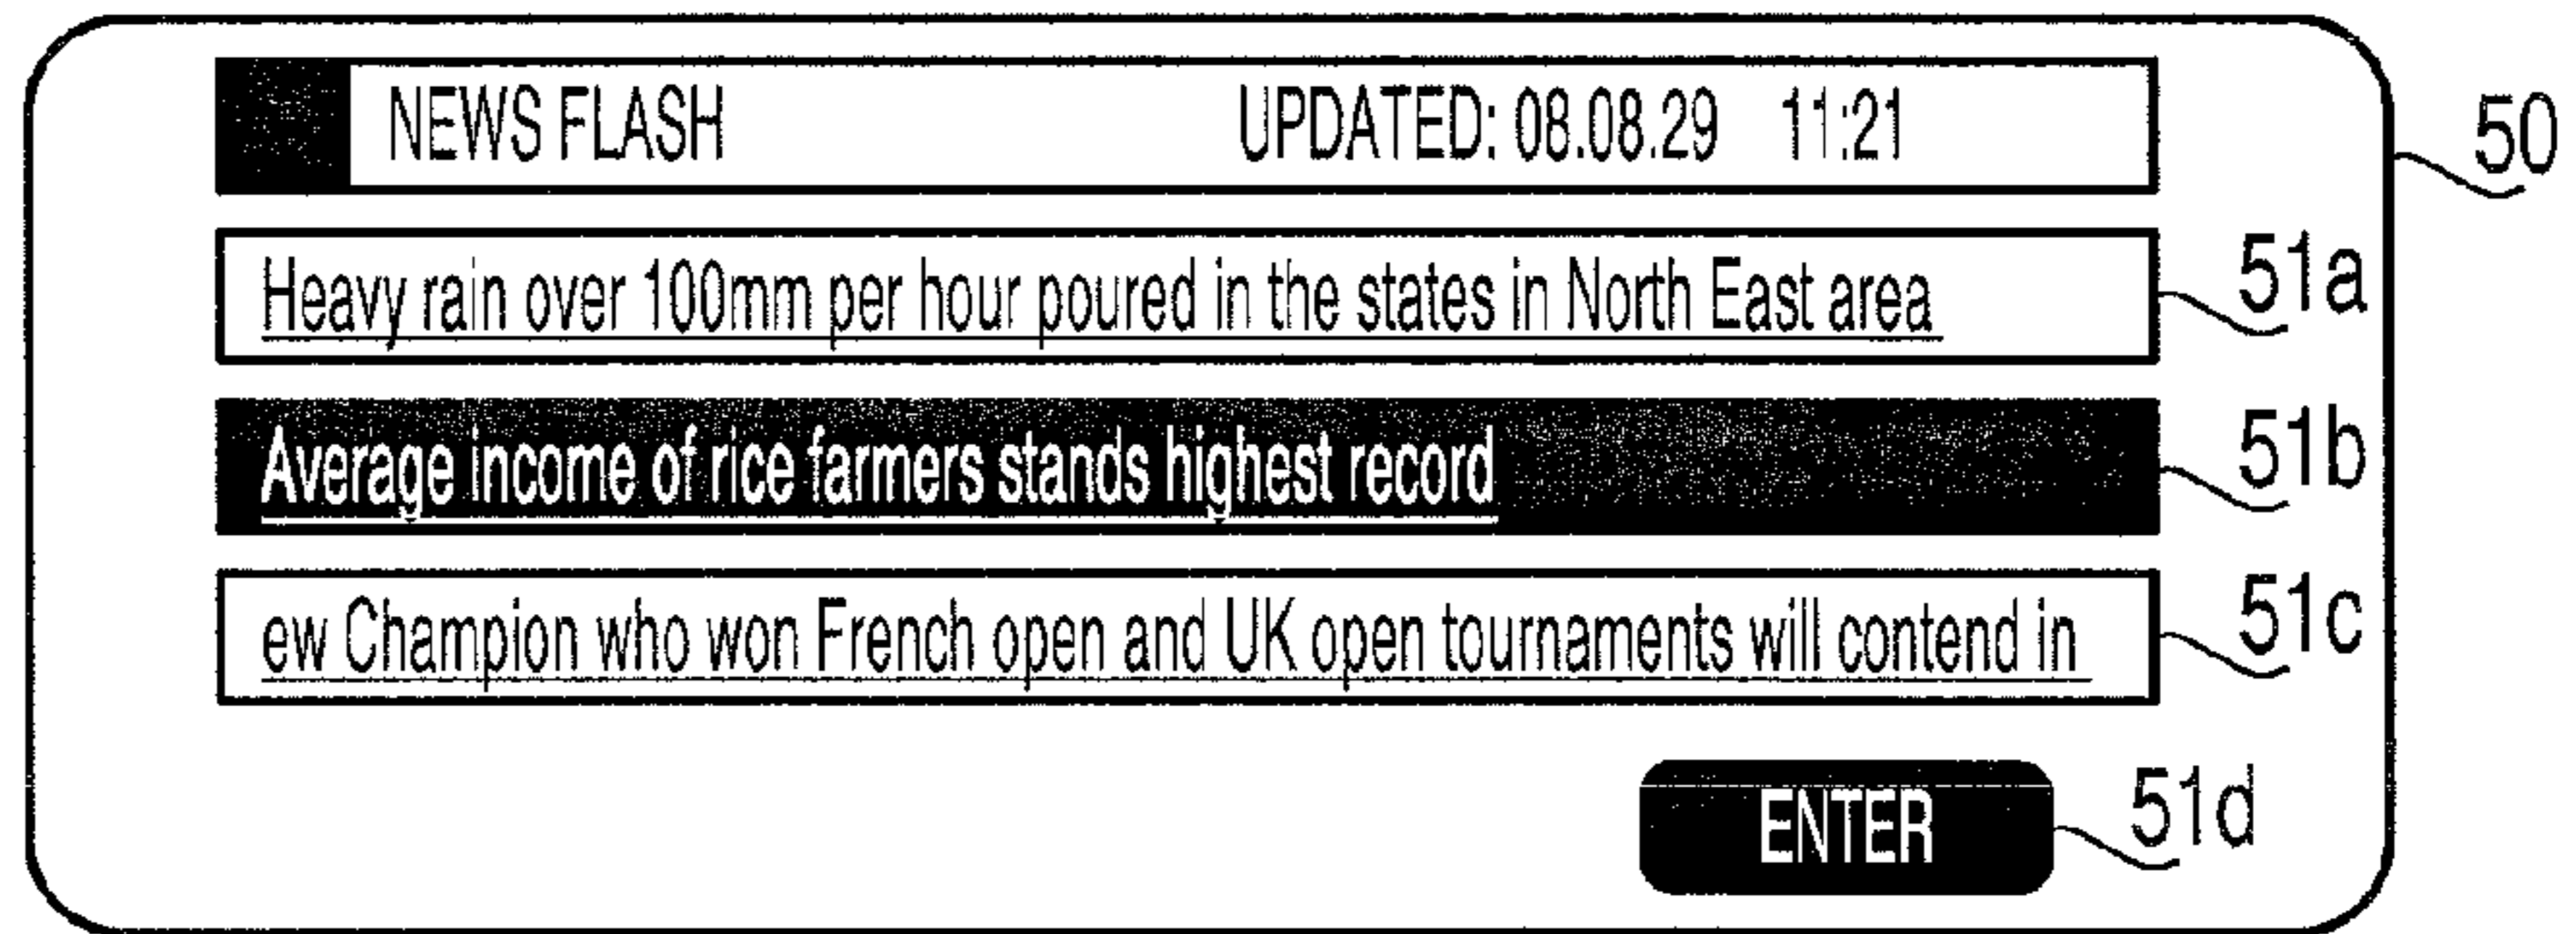 NEWS FLASH UPDATED: 08.08.29 11:21
50
Heavy rain over 100mm per hour poured in the states in North East area
51a
Average income of rice farmers stands highest record
51b
ew Champion who won French open and UK open tournaments will contend in
51c
ENTER
51d